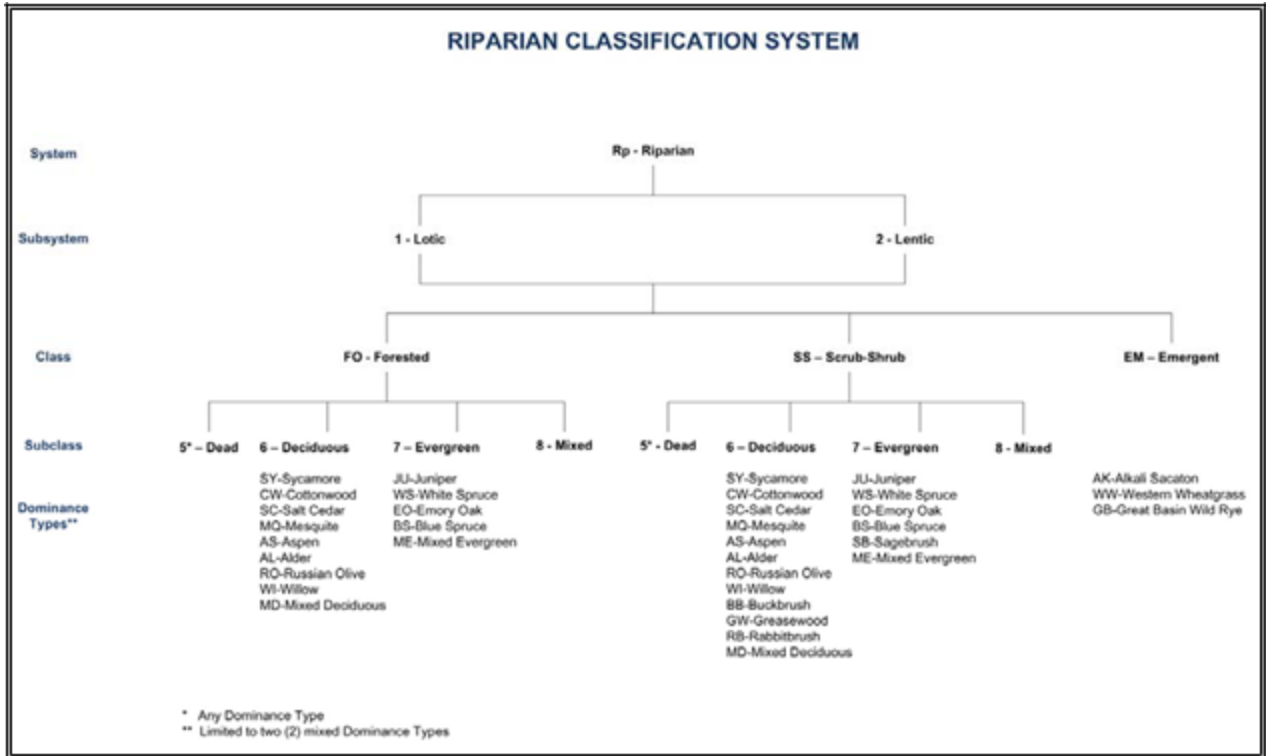 RIPARIAN CLASSIFICATION SYSTEM
System
Rp - Riparian
Subsystem
1 - Lotic
2 - Lentic
Class
FO - Forested
SS – Scrub-Shrub
EM – Emergent
Subclass
5* – Dead
6 – Deciduous
7 – Evergreen
8 - Mixed
5* - Dead
6 – Deciduous
7 – Evergreen
8 - Mixed
Dominance
Types**
SY-Sycamore
CW-Cottonwood
SC-Salt Cedar
MQ-Mesquite
AS-Aspen
AL-Alder
RO-Russian Olive
WI-Willow
MD-Mixed Deciduous
JU-Juniper
WS-White Spruce
EO-Emory Oak
BS-Blue Spruce
ME-Mixed Evergreen
SY-Sycamore
CW-Cottonwood
SC-Salt Cedar
MQ-Mesquite
AS-Aspen
AL-Alder
RO-Russian Olive
WI-Willow
BB-Buckbrush
GW-Greasewood
RB-Rabbitbrush
MD-Mixed Deciduous
JU-Juniper
WS-White Spruce
EO-Emory Oak
BS-Blue Spruce
SB-Sagebrush
ME-Mixed Evergreen
AK-Alkali Sacaton
WW-Western Wheatgrass
GB-Great Basin Wild Rye
* Any Dominance Type
** Limited to two (2) mixed Dominance Types